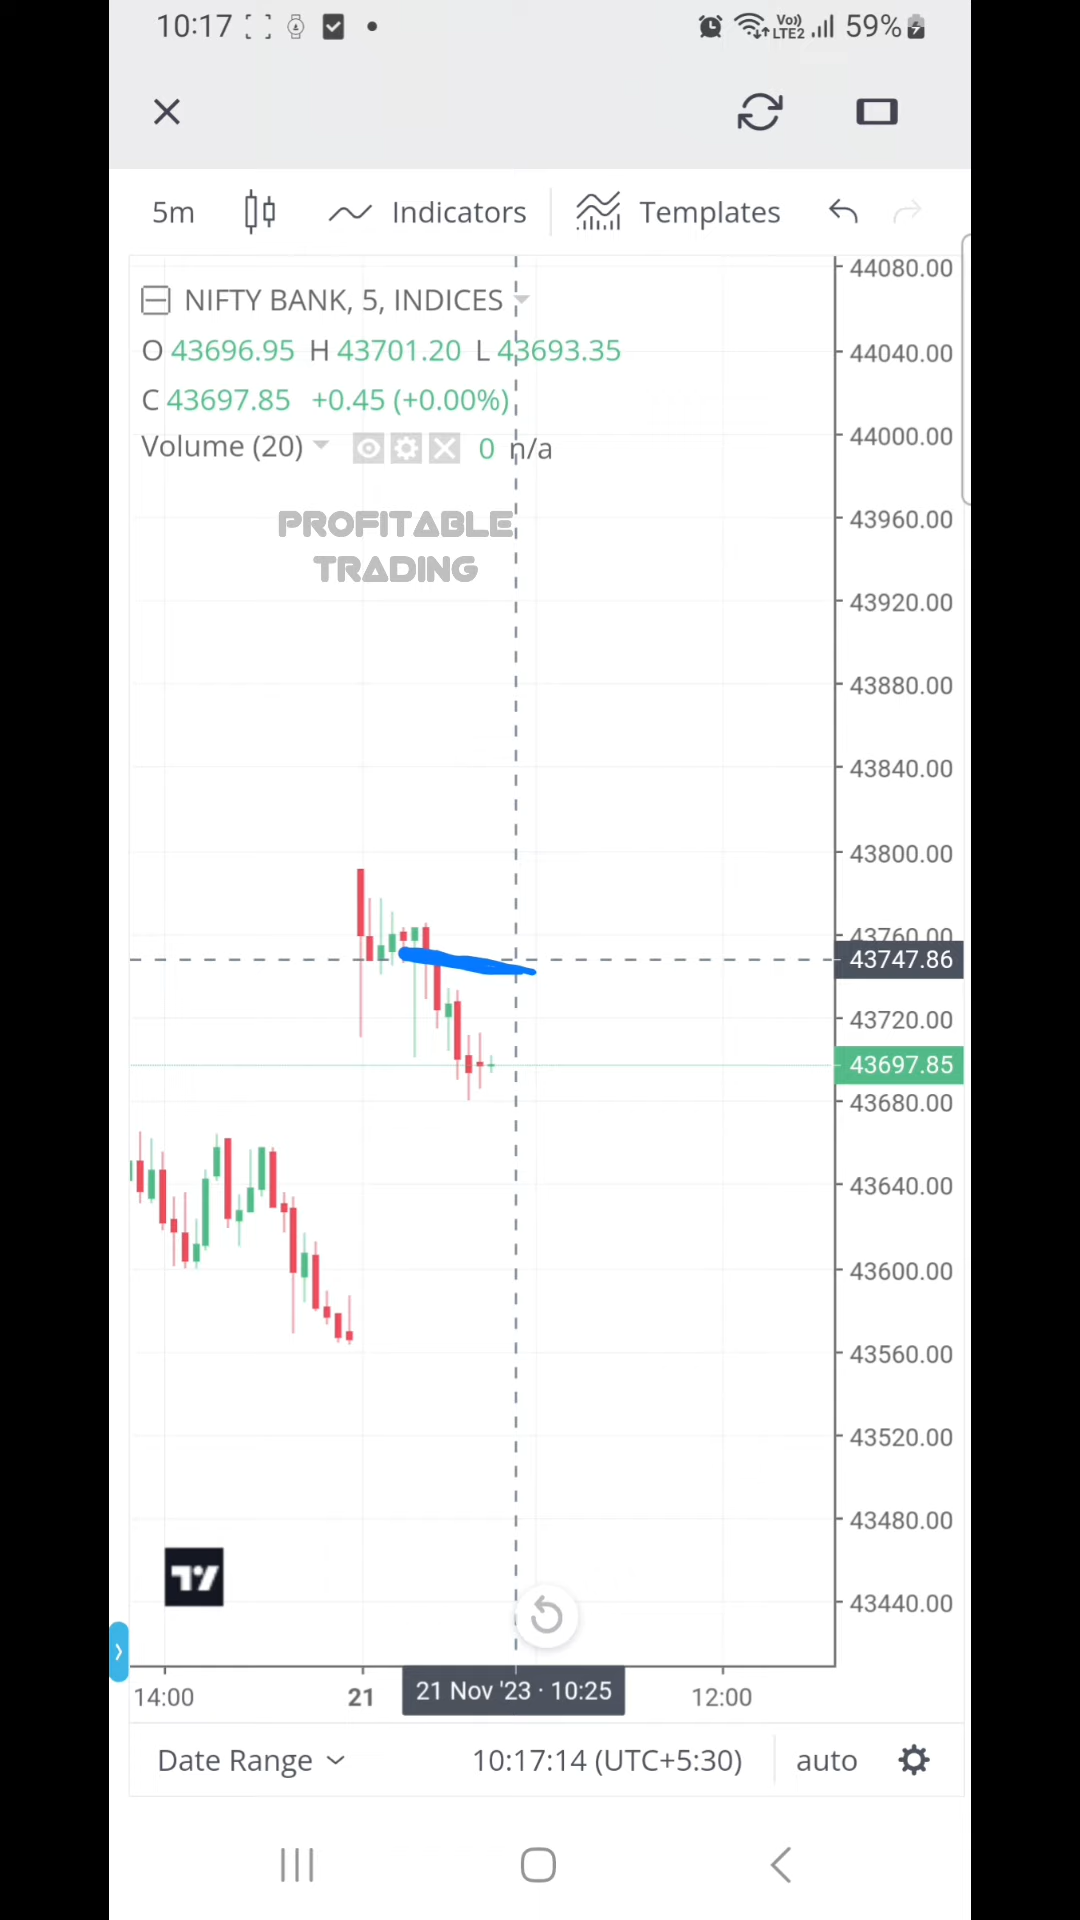 10:17 Vo)) LTE2 59%
5m Indicators Templates
NIFTY BANK, 5, INDICES
O 43696.95 H 43701.20 L 43693.35
C 43697.85 +0.45 (+0.00%)
Volume (20) 0 n/a
PROFITABLE
TRADING
44080.00
44040.00
44000.00
43960.00
43920.00
43880.00
43840.00
43800.00
43760.00
43747.86
43720.00
43697.85
43680.00
43640.00
43600.00
43560.00
43520.00
43480.00
43440.00
14:00 21 21 Nov '23 · 10:25 12:00
Date Range 10:17:14 (UTC+5:30) auto